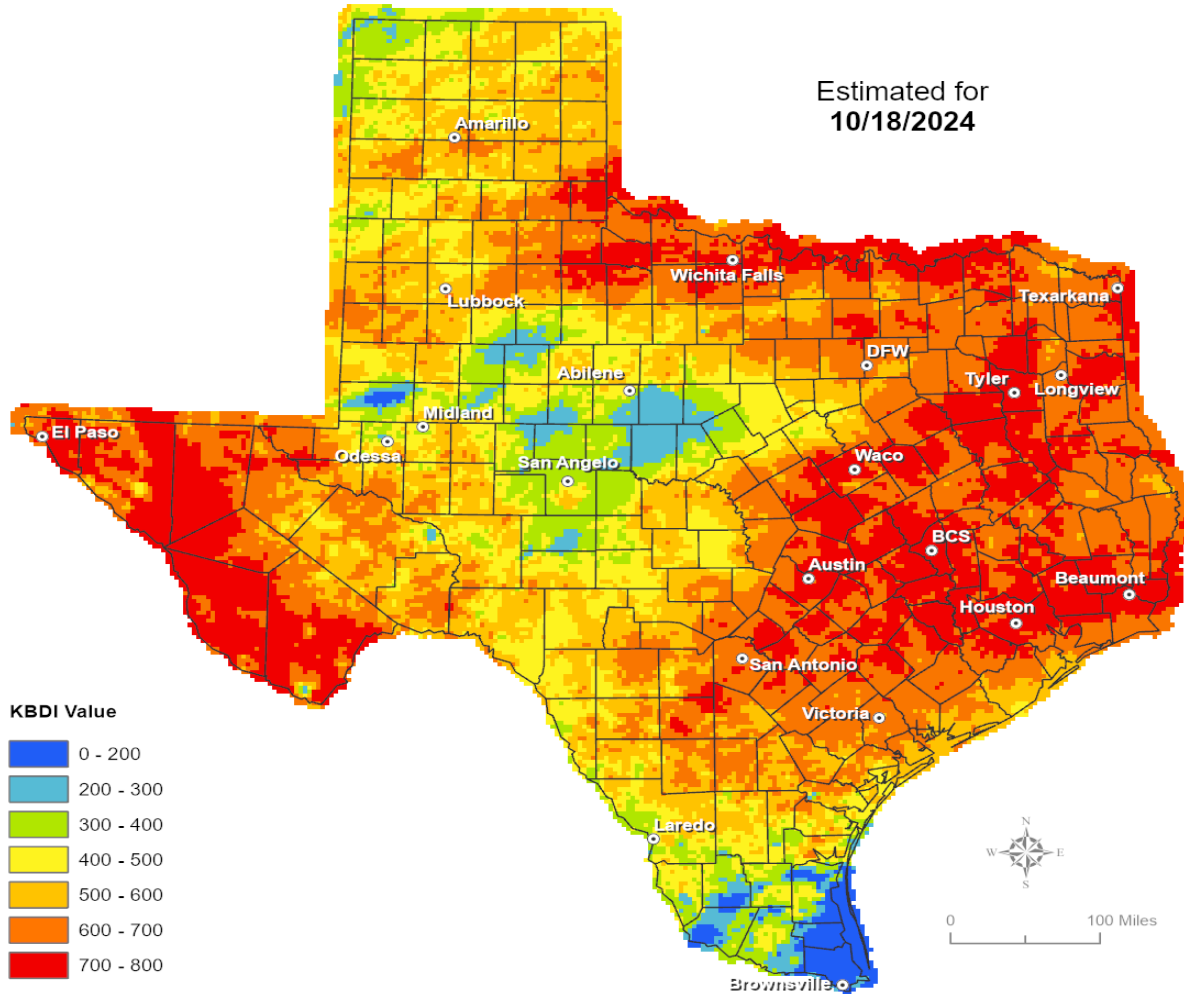 Estimated for
10/18/2024
Amarillo
Wichita Falls
Lubbock
Texarkana
DFW
Abilene
Tyler
Longview
Midland
El Paso
Odessa
San Angelo
Waco
BCS
Austin
Beaumont
Houston
San Antonio
Victoria
Laredo
Brownsville
KBDI Value
0 - 200
200 - 300
300 - 400
400 - 500
500 - 600
600 - 700
700 - 800
N
W E
S
0 100 Miles